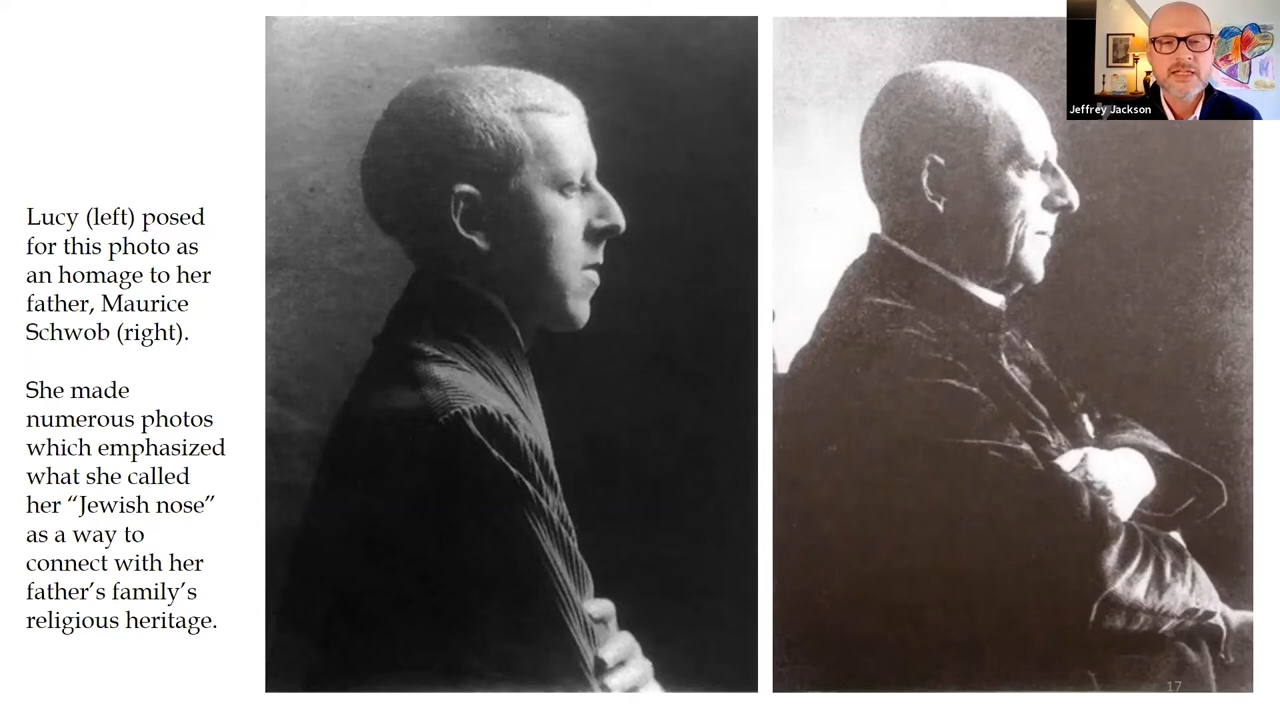 Lucy (left) posed
for this photo as
an homage to her
father, Maurice
Schwob (right).
She made
numerous photos
which emphasized
what she called
her “Jewish nose”
as a way to
connect with her
father’s family’s
religious heritage.
Jeffrey Jackson
17